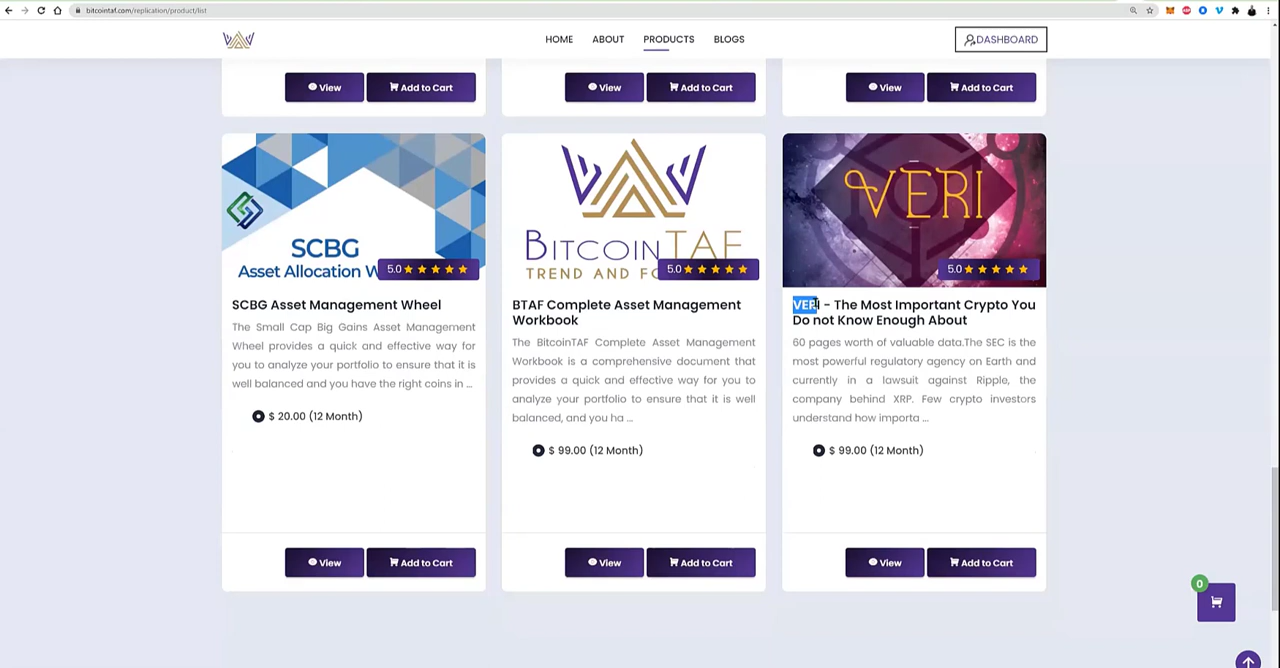 bitcointaf.com/replication/product/list
HOME ABOUT PRODUCTS BLOGS DASHBOARD
View Add to Cart View Add to Cart View Add to Cart
SCBG
Asset Allocation W
5.0
SCBG Asset Management Wheel
The Small Cap Big Gains Asset Management
Wheel provides a quick and effective way for
you to analyze your portfolio to ensure that it is
well balanced and you have the right coins in ...
$ 20.00 (12 Month)
View Add to Cart
BITCOINTAF
TREND AND FO
5.0
BTAF Complete Asset Management
Workbook
The BitcoinTAF Complete Asset Management
Workbook is a comprehensive document that
provides a quick and effective way for you to
analyze your portfolio to ensure that it is well
balanced, and you ha ...
$ 99.00 (12 Month)
View Add to Cart
VERI
5.0
VERI - The Most Important Crypto You
Do not Know Enough About
60 pages worth of valuable data.The SEC is the
most powerful regulatory agency on Earth and
currently in a lawsuit against Ripple, the
company behind XRP. Few crypto investors
understand how importa ...
$ 99.00 (12 Month)
View Add to Cart
0